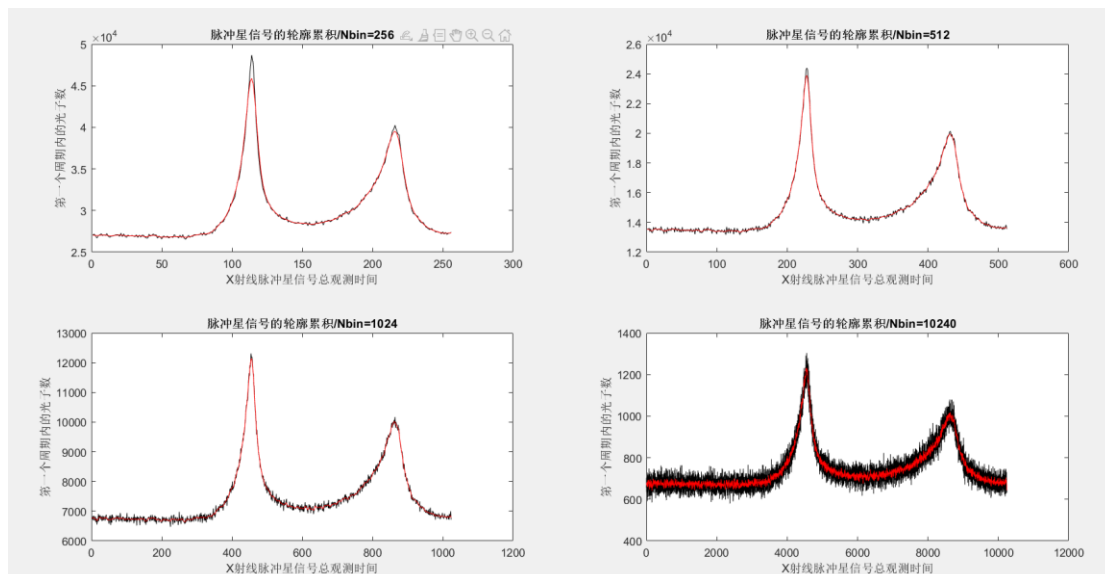 脉冲星信号的轮廓累积/Nbin=256
×10⁴
第一个周期内的光子数
5
4.5
4
3.5
3
2.5
0 50 100 150 200 250 300
X射线脉冲星信号总观测时间
脉冲星信号的轮廓累积/Nbin=512
×10⁴
第一个周期内的光子数
2.6
2.4
2.2
2
1.8
1.6
1.4
1.2
0 100 200 300 400 500 600
X射线脉冲星信号总观测时间
脉冲星信号的轮廓累积/Nbin=1024
第一个周期内的光子数
13000
12000
11000
10000
9000
8000
7000
6000
0 200 400 600 800 1000 1200
X射线脉冲星信号总观测时间
脉冲星信号的轮廓累积/Nbin=10240
第一个周期内的光子数
1400
1200
1000
800
600
400
0 2000 4000 6000 8000 10000 12000
X射线脉冲星信号总观测时间